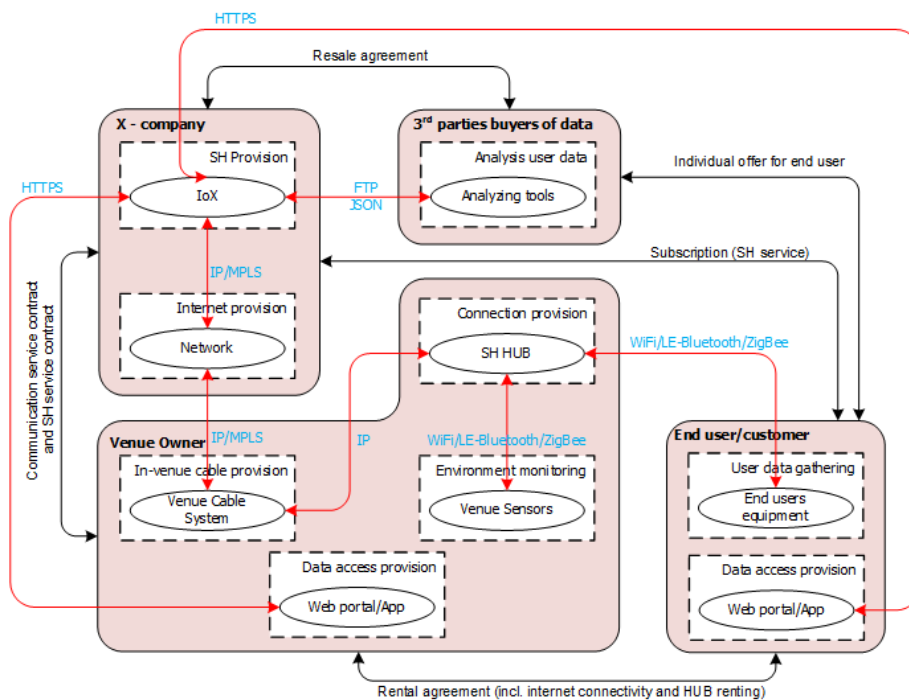 HTTPS
Resale agreement
X - company
3rd parties buyers of data
SH Provision
Analysis user data
Individual offer for end user
HTTPS
IoX
FTP
JSON
Analyzing tools
Subscription (SH service)
IP/MPLS
Internet provision
Connection provision
Network
SH HUB
WiFi/LE-Bluetooth/ZigBee
Communication service contract
and SH service contract
Venue Owner
IP/MPLS
IP
WiFi/LE-Bluetooth/ZigBee
End user/customer
In-venue cable provision
Environment monitoring
User data gathering
Venue Cable
System
Venue Sensors
End users
equipment
Data access provision
Data access provision
Web portal/App
Web portal/App
Rental agreement (incl. internet connectivity and HUB renting)